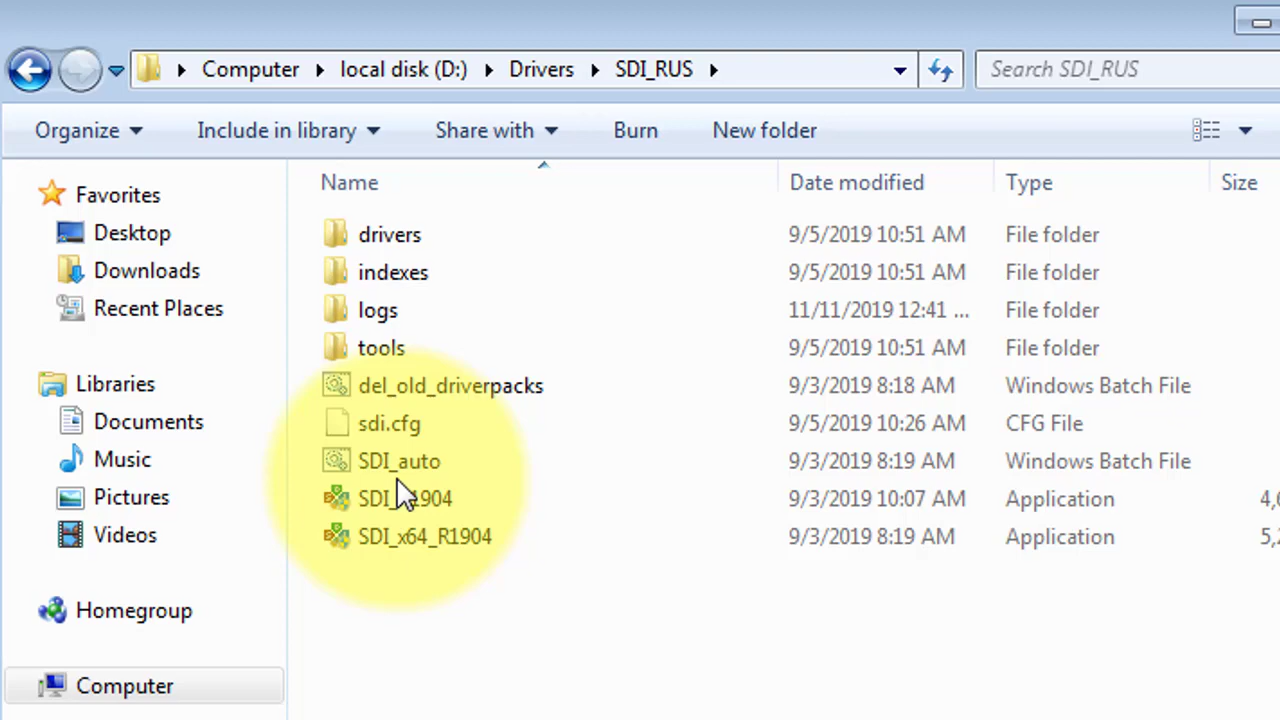 Computer local disk (D:) Drivers SDI_RUS Search SDI_RUS
Organize Include in library Share with Burn New folder
Favorites
Desktop
Downloads
Recent Places
Libraries
Documents
Music
Pictures
Videos
Homegroup
Computer
Name Date modified Type Size
drivers 9/5/2019 10:51 AM File folder
indexes 9/5/2019 10:51 AM File folder
logs 11/11/2019 12:41 ... File folder
tools 9/5/2019 10:51 AM File folder
del_old_driverpacks 9/3/2019 8:18 AM Windows Batch File
sdi.cfg 9/5/2019 10:26 AM CFG File
SDI_auto 9/3/2019 8:19 AM Windows Batch File
9/3/2019 10:07 AM Application
SDI_x64_R1904 9/3/2019 8:19 AM Application